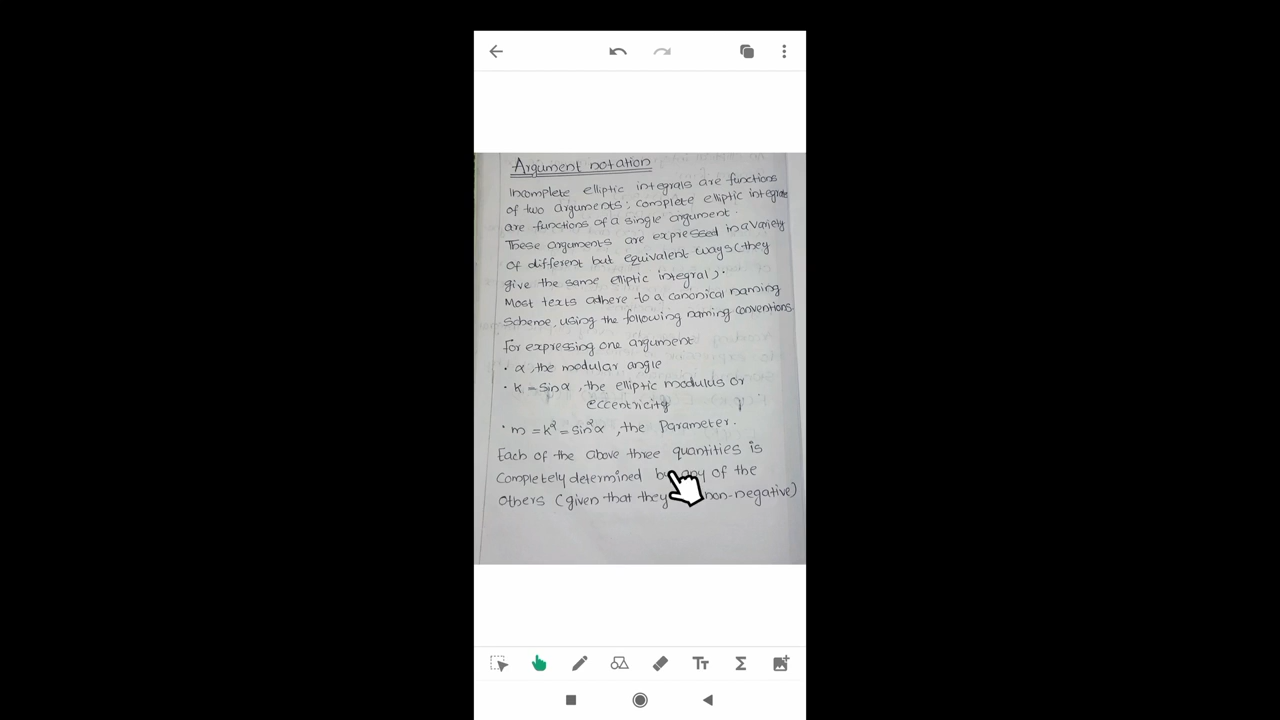 Argument notation
Incomplete elliptic integrals are functions
of two arguments; complete elliptic integrals
are functions of a single argument.
These arguments are expressed in a variety
of different but equivalent ways (they
give the same elliptic integral).
Most texts adhere to a canonical naming
scheme, using the following naming conventions
For expressing one argument
• α, the modular angle
• k = sinα, the elliptic modulus or
eccentricity
• m = k² = sin²α, the Parameter.
Each of the above three quantities is
completely determined by any of the
others (given that they non-negative)
Tт
Σ